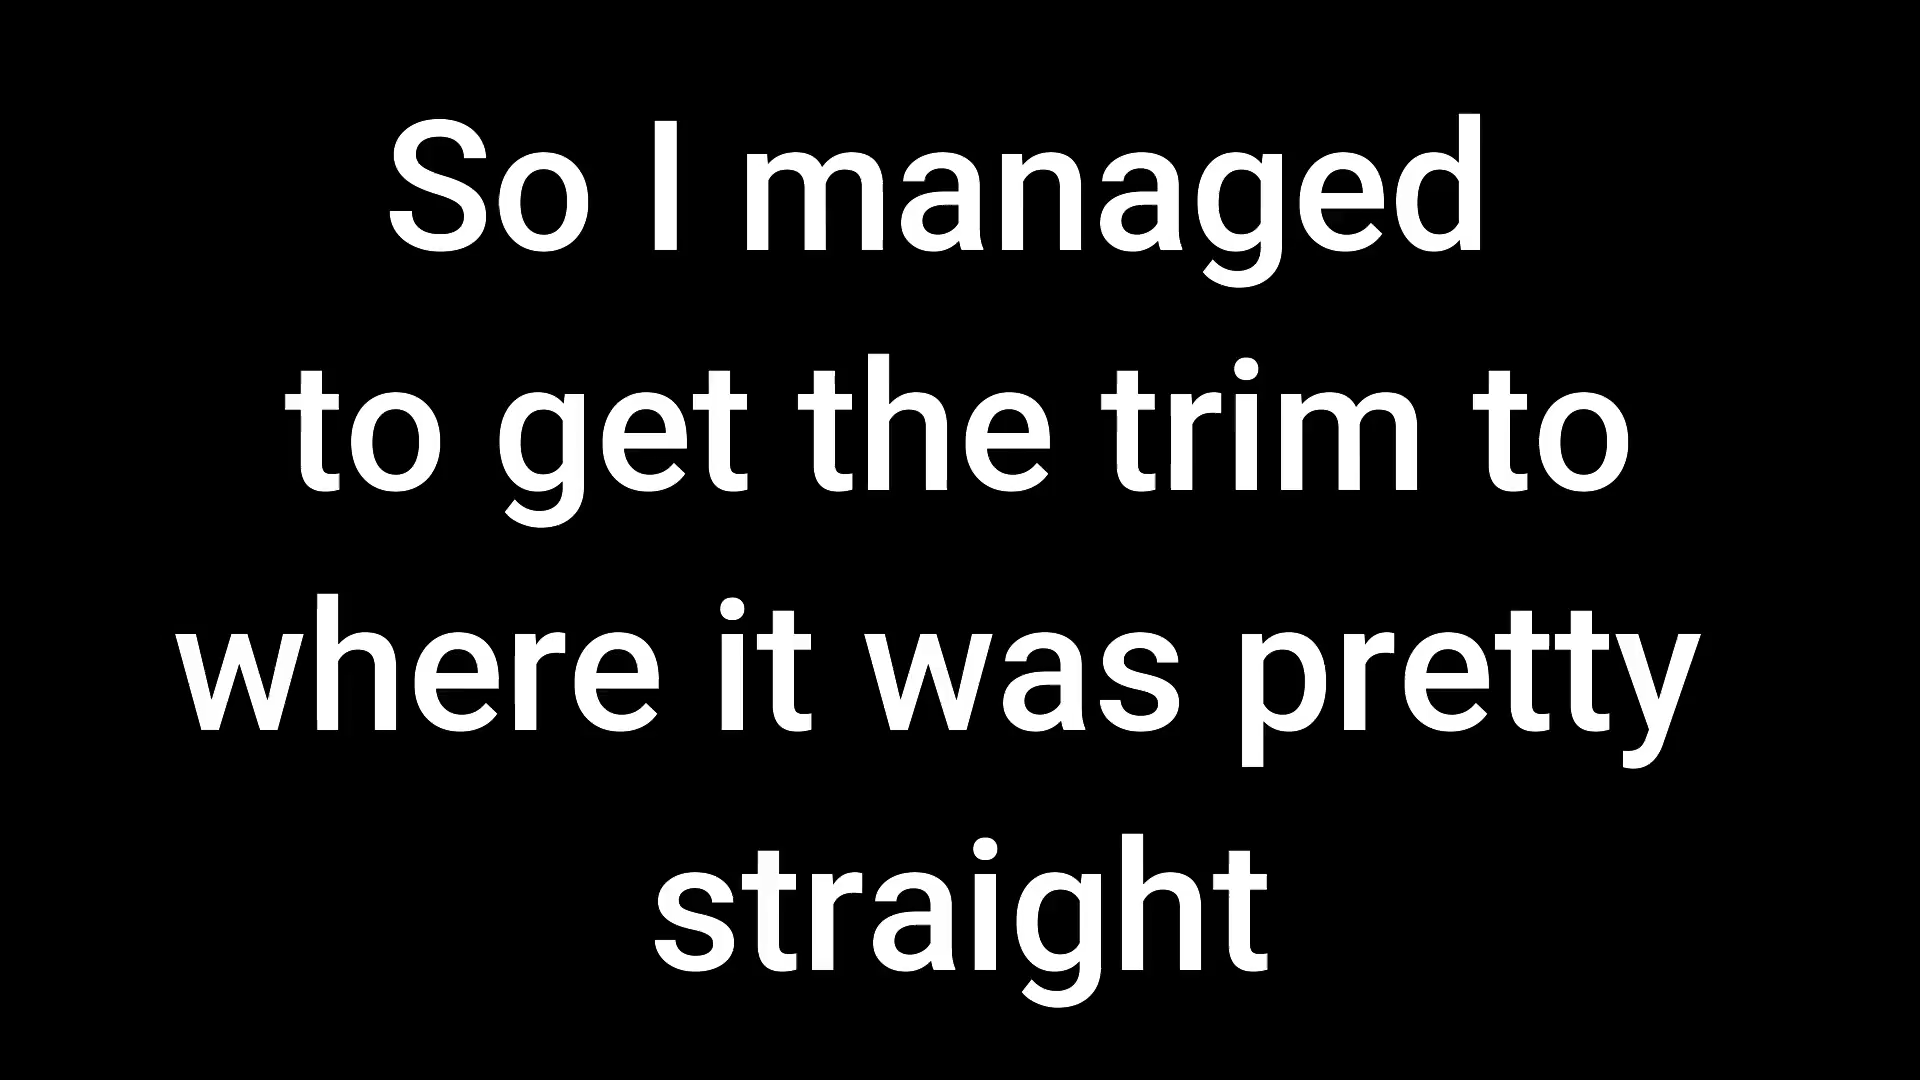 So I managed
to get the trim to
where it was pretty
straight